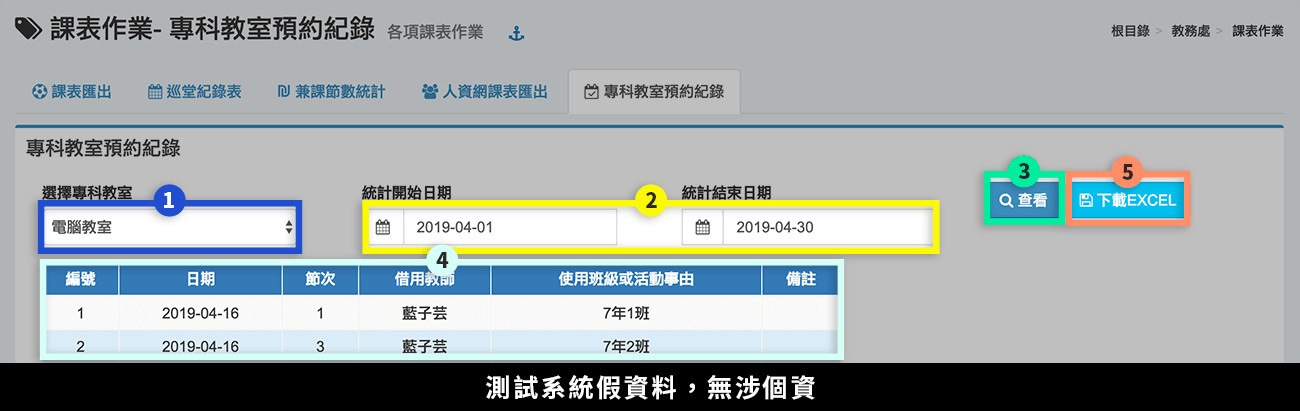 課表作業- 專科教室預約紀錄 各項課表作業
根目錄 > 教務處 > 課表作業
課表匯出 巡堂紀錄表 兼課節數統計 人資網課表匯出 專科教室預約紀錄
專科教室預約紀錄
選擇專科教室 1 統計開始日期 2 統計結束日期 3 5
電腦教室 2019-04-01 2019-04-30 查看 下載EXCEL
4
編號 日期 節次 借用教師 使用班級或活動事由 備註
1 2019-04-16 1 藍子芸 7年1班
2 2019-04-16 3 藍子芸 7年2班
測試系統假資料，無涉個資